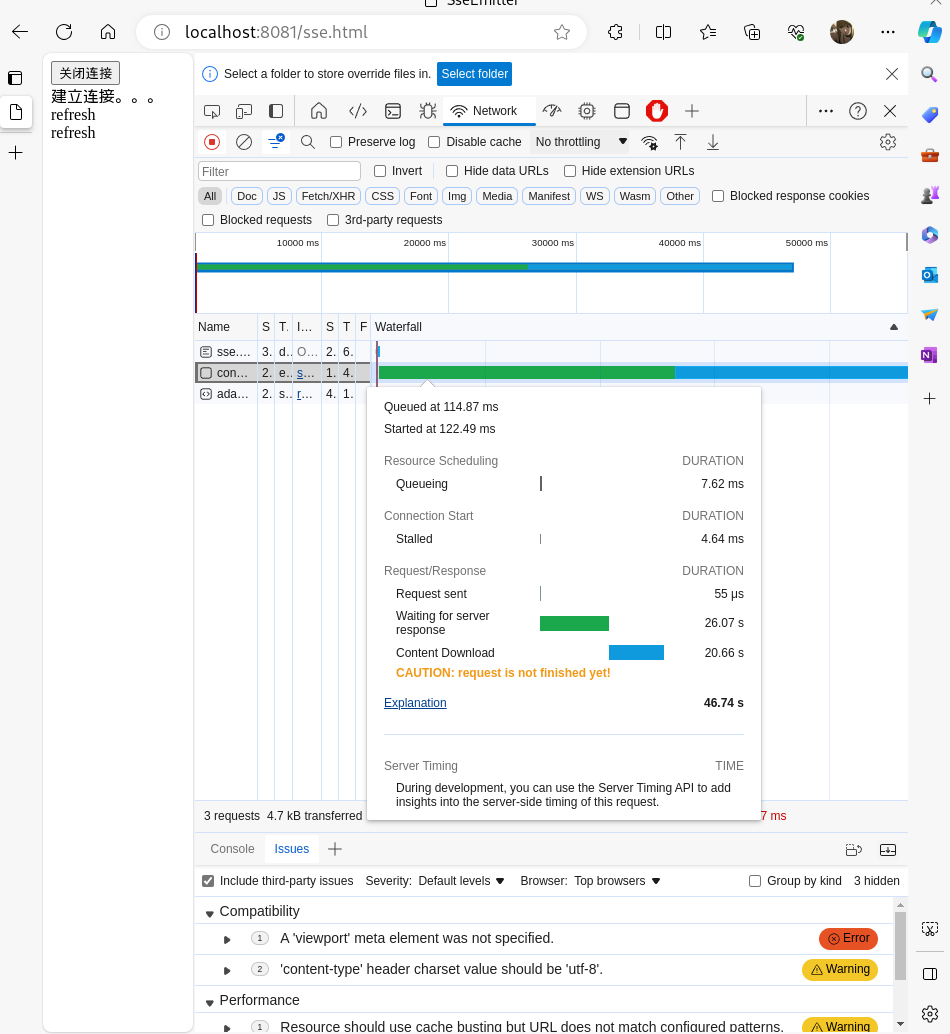 SseEmitter
localhost:8081/sse.html
关闭连接
建立连接。。。
refresh
refresh
Select a folder to store override files in. Select folder
Network
Preserve log Disable cache No throttling
Filter Invert Hide data URLs Hide extension URLs
All Doc JS Fetch/XHR CSS Font Img Media Manifest WS Wasm Other Blocked response cookies
Blocked requests 3rd-party requests
10000 ms 20000 ms 30000 ms 40000 ms 50000 ms
Name S T. I... S T F Waterfall
sse.... 3. d. O... 2. 6.
con... 2. e. s... 1. 4.
ada... 2. s. r... 4. 1.
Queued at 114.87 ms
Started at 122.49 ms
Resource Scheduling DURATION
Queueing 7.62 ms
Connection Start DURATION
Stalled 4.64 ms
Request/Response DURATION
Request sent 55 μs
Waiting for server
response 26.07 s
Content Download 20.66 s
CAUTION: request is not finished yet!
Explanation 46.74 s
Server Timing TIME
During development, you can use the Server Timing API to add
insights into the server-side timing of this request.
3 requests 4.7 kB transferred 7 ms
Console Issues
Include third-party issues Severity: Default levels Browser: Top browsers Group by kind 3 hidden
Compatibility
1 A 'viewport' meta element was not specified. Error
2 'content-type' header charset value should be 'utf-8'. Warning
Performance
1 Resource should use cache busting but URL does not match configured patterns. Warning